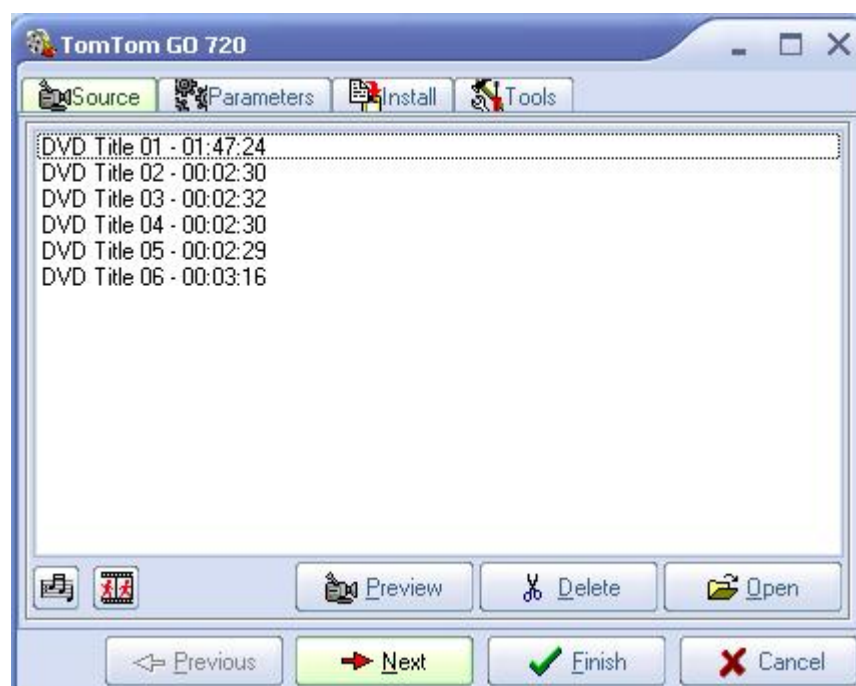 TomTom GO 720
Source Parameters Install Tools
DVD Title 01 - 01:47:24
DVD Title 02 - 00:02:30
DVD Title 03 - 00:02:32
DVD Title 04 - 00:02:30
DVD Title 05 - 00:02:29
DVD Title 06 - 00:03:16
Preview Delete Open
Previous Next Finish Cancel